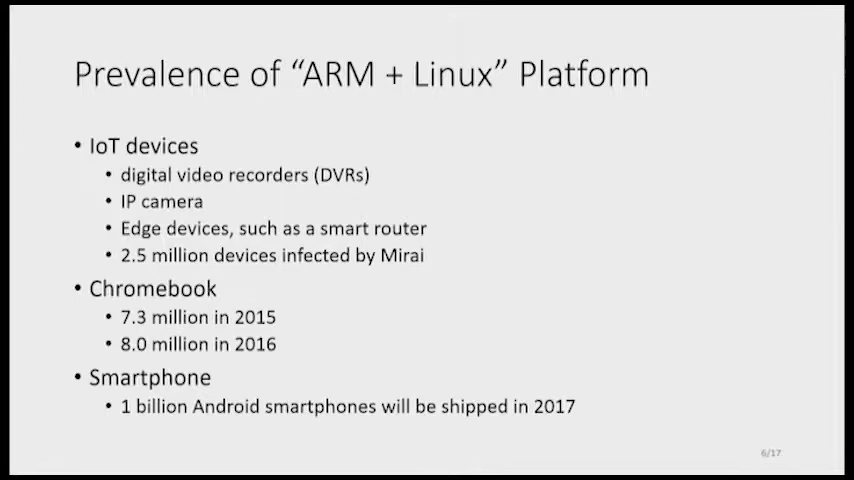 Prevalence of “ARM + Linux” Platform
• IoT devices
• digital video recorders (DVRs)
• IP camera
• Edge devices, such as a smart router
• 2.5 million devices infected by Mirai
• Chromebook
• 7.3 million in 2015
• 8.0 million in 2016
• Smartphone
• 1 billion Android smartphones will be shipped in 2017
6/17